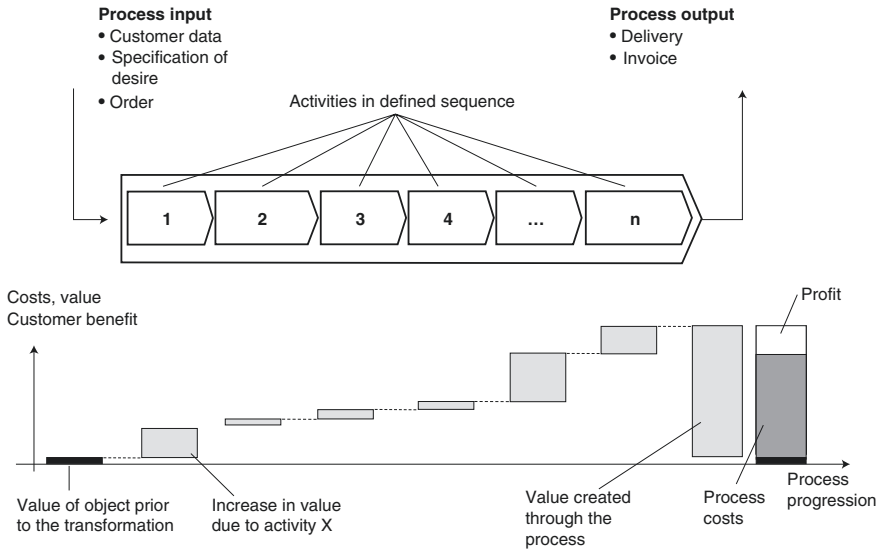 Process input
• Customer data
• Specification of
desire
• Order
Process output
• Delivery
• Invoice
Activities in defined sequence
1
2
3
4
...
n
Costs, value
Customer benefit
Profit
Value of object prior
to the transformation
Increase in value
due to activity X
Value created
through the
process
Process
costs
Process
progression